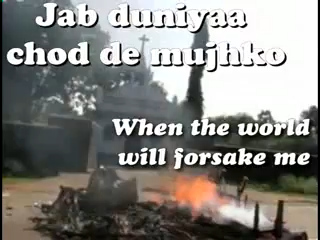 Jab duniyaa
chod de mujhko
When the world
will forsake me